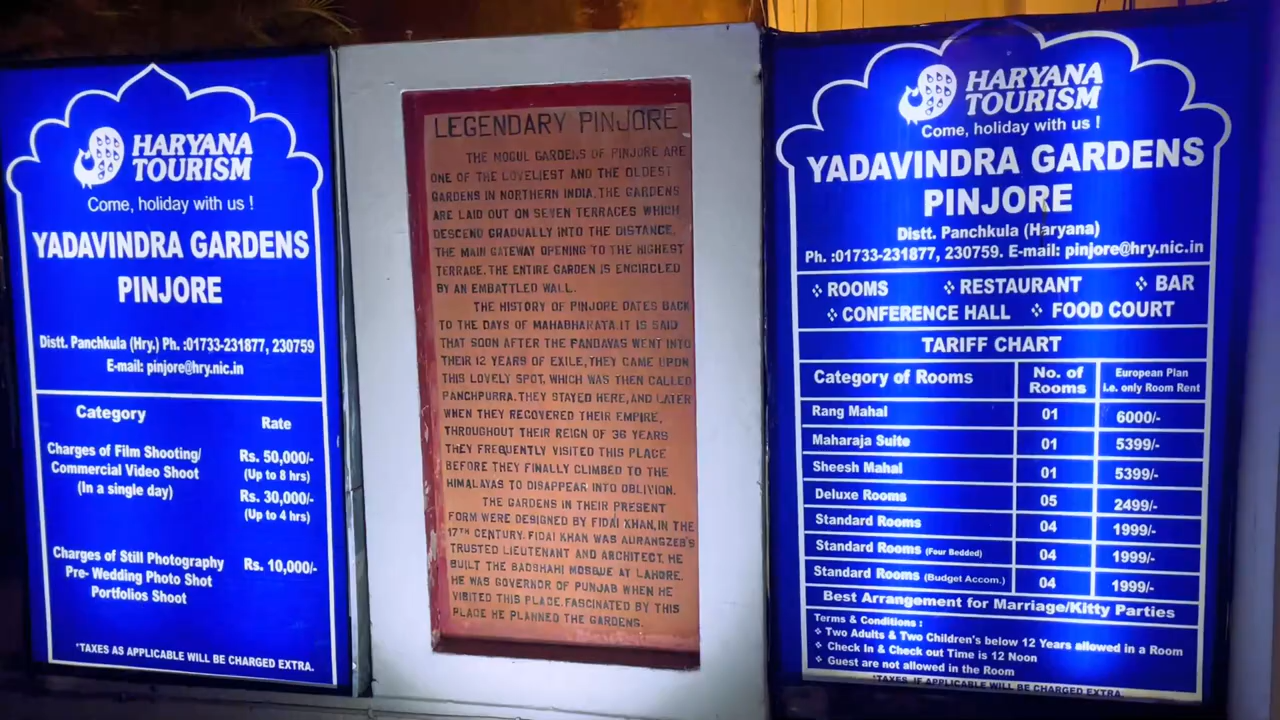 HARYANA
TOURISM
Come, holiday with us !
YADAVINDRA GARDENS
PINJORE
Distt. Panchkula (Hry.) Ph. :01733-231877, 230759
E-mail: pinjore@hry.nic.in
Category Rate
Charges of Film Shooting/ Rs. 50,000/-
Commercial Video Shoot (Up to 8 hrs)
(In a single day) Rs. 30,000/-
(Up to 4 hrs)
Charges of Still Photography Rs. 10,000/-
Pre- Wedding Photo Shot
Portfolios Shoot
*TAXES AS APPLICABLE WILL BE CHARGED EXTRA.
LEGENDARY PINJORE
THE MOGUL GARDENS OF PINJORE ARE
ONE OF THE LOVELIEST AND THE OLDEST
GARDENS IN NORTHERN INDIA. THE GARDENS
ARE LAID OUT ON SEVEN TERRACES WHICH
DESCEND GRADUALLY INTO THE DISTANCE,
THE MAIN GATEWAY OPENING TO THE HIGHEST
TERRACE. THE ENTIRE GARDEN IS ENCIRCLED
BY AN EMBATTLED WALL.
THE HISTORY OF PINJORE DATES BACK
TO THE DAYS OF MAHABHARATA. IT IS SAID
THAT SOON AFTER THE PANDAVAS WENT INTO
THEIR 12 YEARS OF EXILE, THEY CAME UPON
THIS LOVELY SPOT, WHICH WAS THEN CALLED
PANCHPURRA. THEY STAYED HERE, AND LATER
WHEN THEY RECOVERED THEIR EMPIRE,
THROUGHOUT THEIR REIGN OF 36 YEARS
THEY FREQUENTLY VISITED THIS PLACE
BEFORE THEY FINALLY CLIMBED TO THE
HIMALAYAS TO DISAPPEAR INTO OBLIVION.
THE GARDENS IN THEIR PRESENT
FORM WERE DESIGNED BY FIDAI KHAN, IN THE
17TH CENTURY. FIDAI KHAN WAS AURANGZEB'S
TRUSTED LIEUTENANT AND ARCHITECT. HE
BUILT THE BADSHAHI MOSQUE AT LAHORE.
HE WAS GOVERNOR OF PUNJAB WHEN HE
VISITED THIS PLACE. FASCINATED BY THIS
PLACE HE PLANNED THE GARDENS.
HARYANA
TOURISM
Come, holiday with us !
YADAVINDRA GARDENS
PINJORE
Distt. Panchkula (Haryana)
Ph. :01733-231877, 230759. E-mail: pinjore@hry.nic.in
❖ ROOMS ❖ RESTAURANT ❖ BAR
❖ CONFERENCE HALL ❖ FOOD COURT
TARIFF CHART
Category of Rooms No. of Rooms European Plan i.e. only Room Rent
Rang Mahal 01 6000/-
Maharaja Suite 01 5399/-
Sheesh Mahal 01 5399/-
Deluxe Rooms 05 2499/-
Standard Rooms 04 1999/-
Standard Rooms (Four Bedded) 04 1999/-
Standard Rooms (Budget Accom.) 04 1999/-
Best Arrangement for Marriage/Kitty Parties
Terms & Conditions :
❖ Two Adults & Two Children's below 12 Years allowed in a Room
❖ Check In & Check out Time is 12 Noon
❖ Guest are not allowed in the Room
*TAXES, IF APPLICABLE WILL BE CHARGED EXTRA.